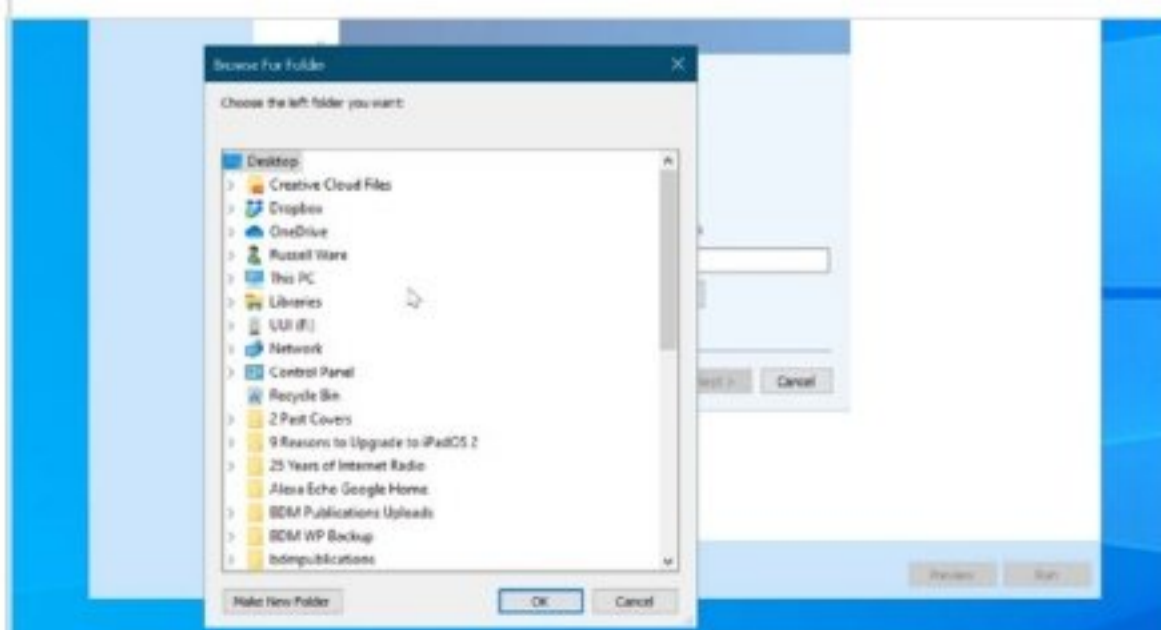 Browse For Folder
Choose the left folder you want:
Desktop
Creative Cloud Files
Dropbox
OneDrive
Russell Ware
This PC
Libraries
UUI (F:)
Network
Control Panel
Recycle Bin
2 Past Covers
9 Reasons to Upgrade to iPadOS 2
25 Years of Internet Radio
Alexa Echo Google Home
BDM Publications Uploads
BDM WP Backup
bdmpublications
Make New Folder
OK
Cancel
Next >
Cancel
Preview
Run